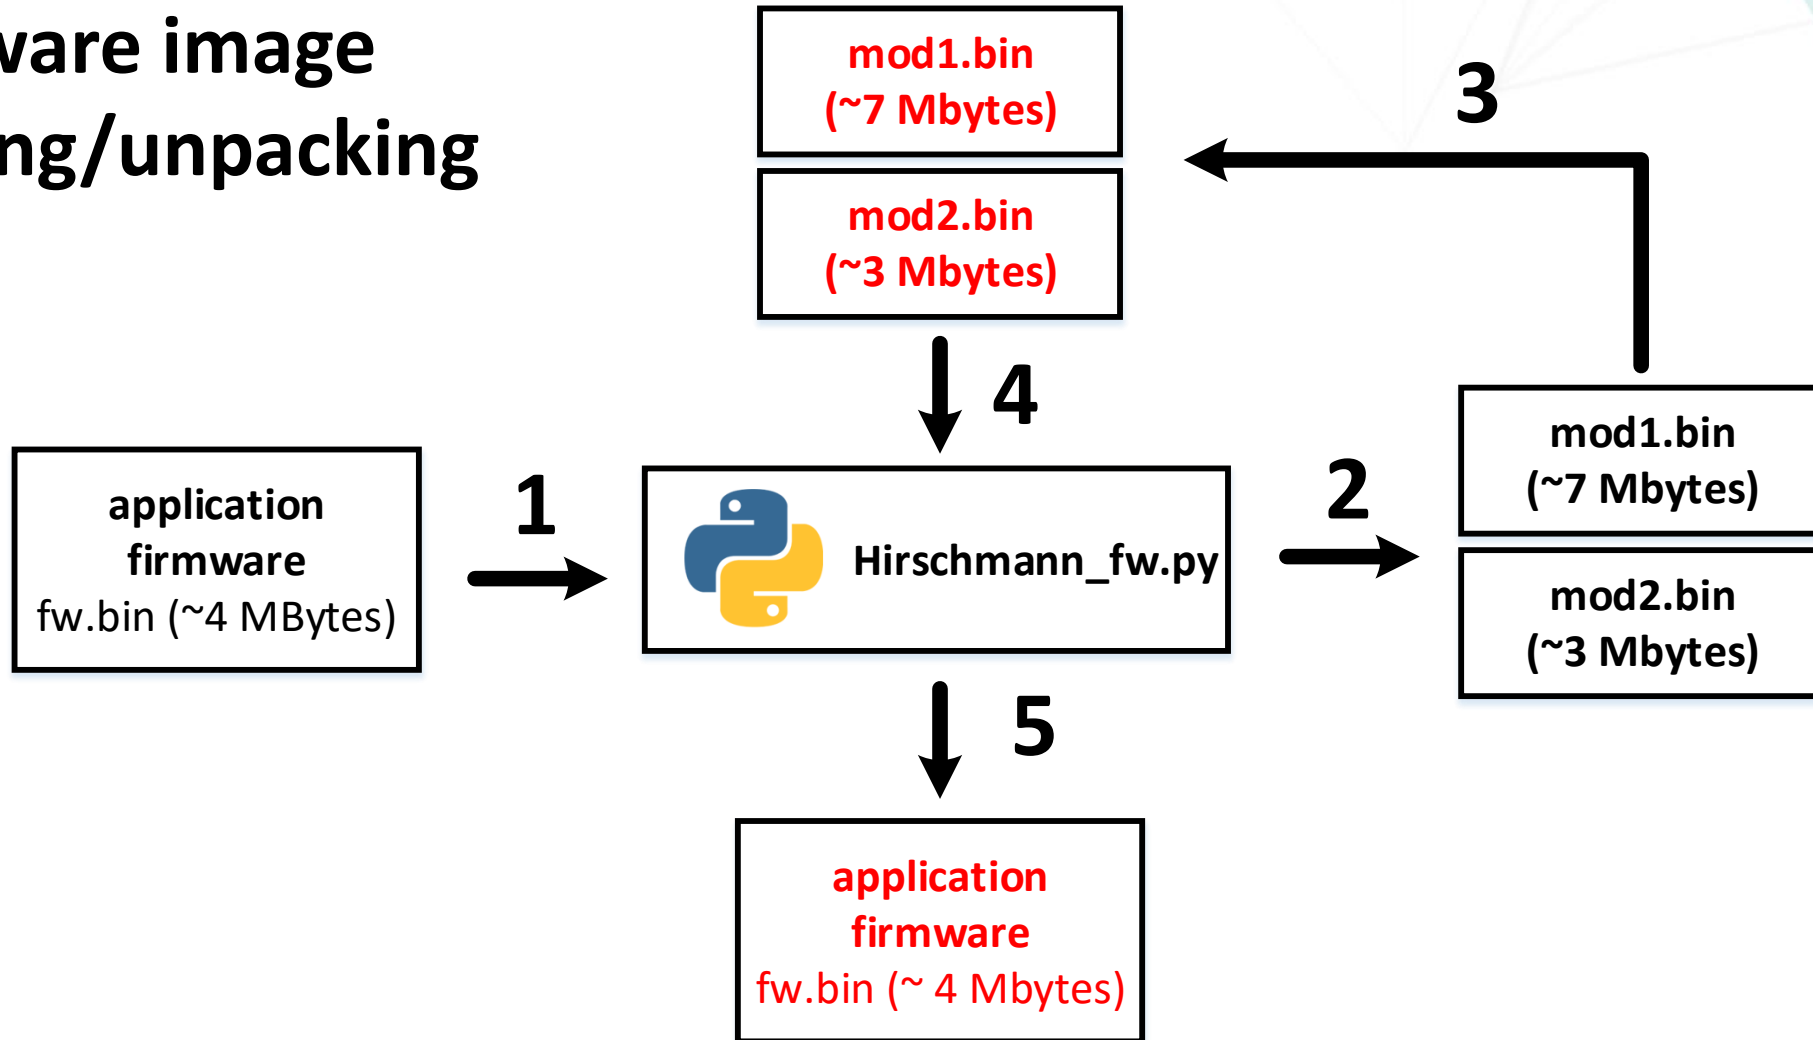 ware image
ng/unpacking
mod1.bin
(~7 Mbytes)
mod2.bin
(~3 Mbytes)
3
4
application
firmware
fw.bin (~4 MBytes)
1
Hirschmann_fw.py
2
mod1.bin
(~7 Mbytes)
mod2.bin
(~3 Mbytes)
5
application
firmware
fw.bin (~ 4 Mbytes)